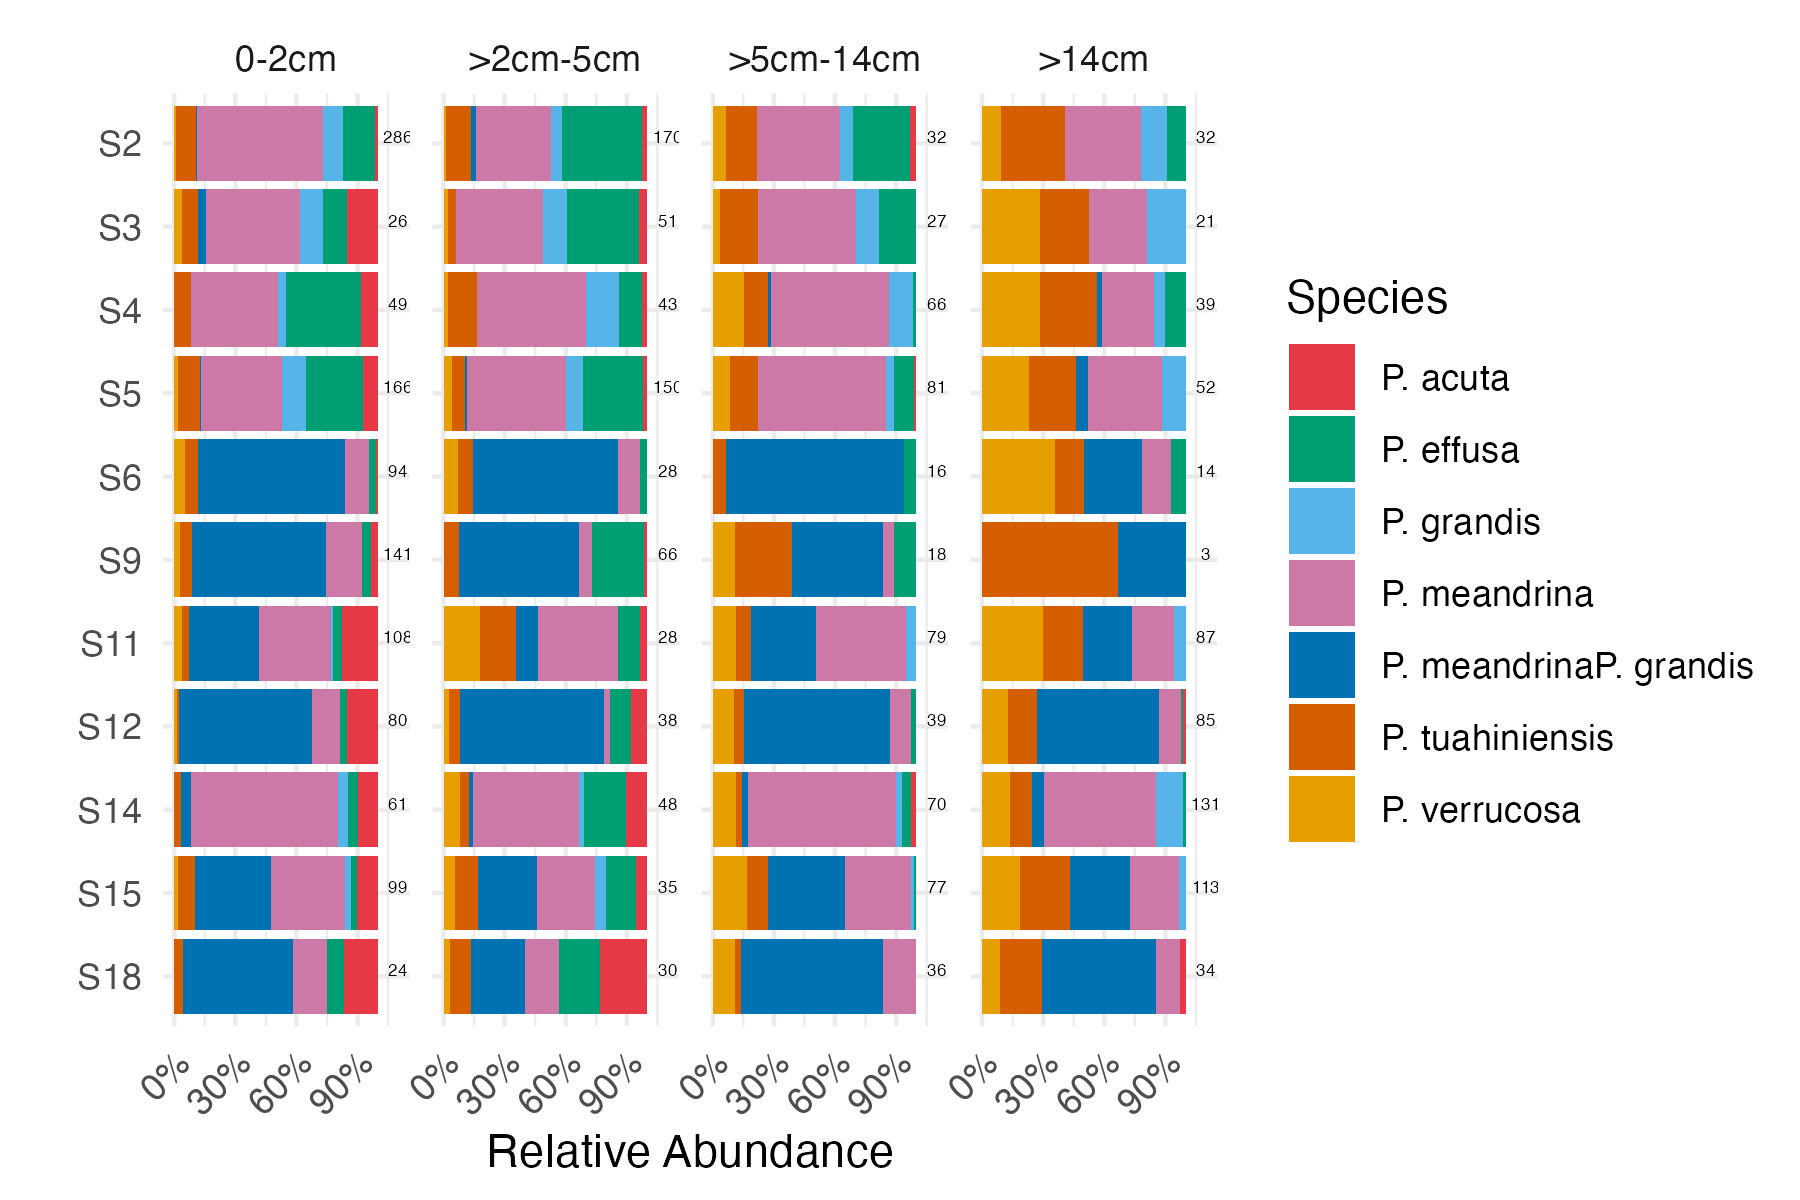 0-2cm >2cm-5cm >5cm-14cm >14cm
S2 286 170 32 32
S3 26 51 27 21
S4 49 43 66 39
S5 166 150 81 52
S6 94 28 16 14
S9 141 66 18 3
S11 108 28 79 87
S12 80 38 39 85
S14 61 48 70 131
S15 99 35 77 113
S18 24 30 36 34
0% 30% 60% 90% 0% 30% 60% 90% 0% 30% 60% 90% 0% 30% 60% 90%
Relative Abundance
Species
P. acuta
P. effusa
P. grandis
P. meandrina
P. meandrinaP. grandis
P. tuahiniensis
P. verrucosa